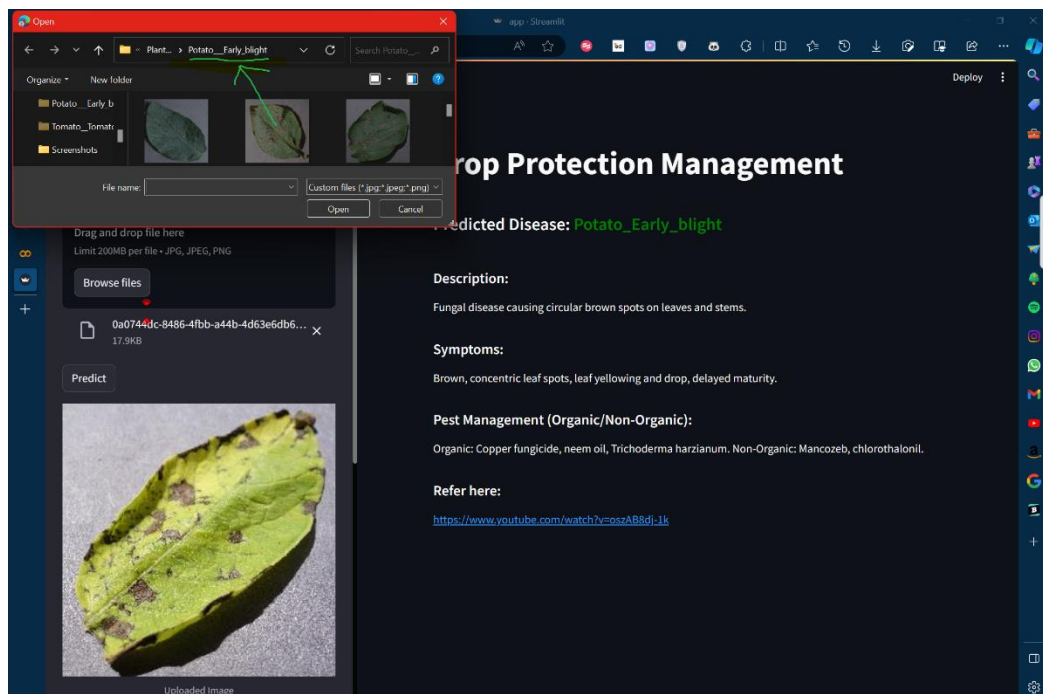 Open
app · Streamlit
Plant... › Potato__Early_blight
Search Potato__...
Organize
New folder
Deploy
Potato__Early_b
Tomato__Tomato
Screenshots
File name:
Custom files (*.jpg;*.jpeg;*.png)
Open
Cancel
rop Protection Management
Predicted Disease: Potato_Early_blight
Drag and drop file here
Limit 200MB per file • JPG, JPEG, PNG
Browse files
0a0744dc-8486-4fbb-a44b-4d63e6db6...
17.9KB
Predict
Description:
Fungal disease causing circular brown spots on leaves and stems.
Symptoms:
Brown, concentric leaf spots, leaf yellowing and drop, delayed maturity.
Pest Management (Organic/Non-Organic):
Organic: Copper fungicide, neem oil, Trichoderma harzianum. Non-Organic: Mancozeb, chlorothalonil.
Refer here:
https://www.youtube.com/watch?v=oszAB8dj-1k
Uploaded Image